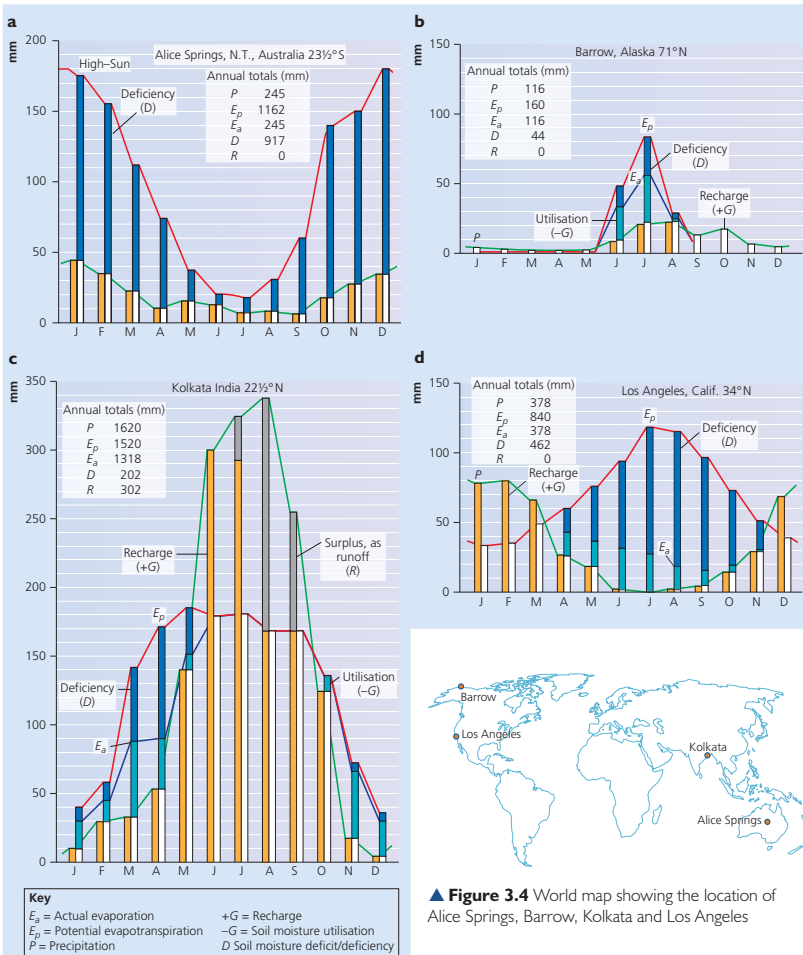 a
mm
200
150
100
50
0
Alice Springs, N.T., Australia 23½° S
High–Sun
Deficiency
(D)
Annual totals (mm)
P 245
Ep 1162
Ea 245
D 917
R 0
J F M A M J J A S O N D
b
mm
150
100
50
0
Barrow, Alaska 71° N
Annual totals (mm)
P 116
Ep 160
Ea 116
D 44
R 0
Ep
Deficiency
(D)
Ea
Recharge
(+G)
Utilisation
(–G)
P
J F M A M J J A S O N D
c
mm
350
300
250
200
150
100
50
0
Kolkata India 22½° N
Annual totals (mm)
P 1620
Ep 1520
Ea 1318
D 202
R 302
Recharge
(+G)
Surplus, as
runoff
(R)
Ep
Deficiency
(D)
Utilisation
(–G)
Ea
J F M A M J J A S O N D
d
mm
150
100
50
0
Los Angeles, Calif. 34° N
Annual totals (mm)
P 378
Ep 840
Ea 378
D 462
R 0
Ep
Deficiency
(D)
P
Recharge
(+G)
Ea
J F M A M J J A S O N D
Barrow
Los Angeles
Kolkata
Alice Springs
▲ Figure 3.4 World map showing the location of
Alice Springs, Barrow, Kolkata and Los Angeles
Key
Ea = Actual evaporation
Ep = Potential evapotranspiration
P = Precipitation
+G = Recharge
–G = Soil moisture utilisation
D Soil moisture deficit/deficiency